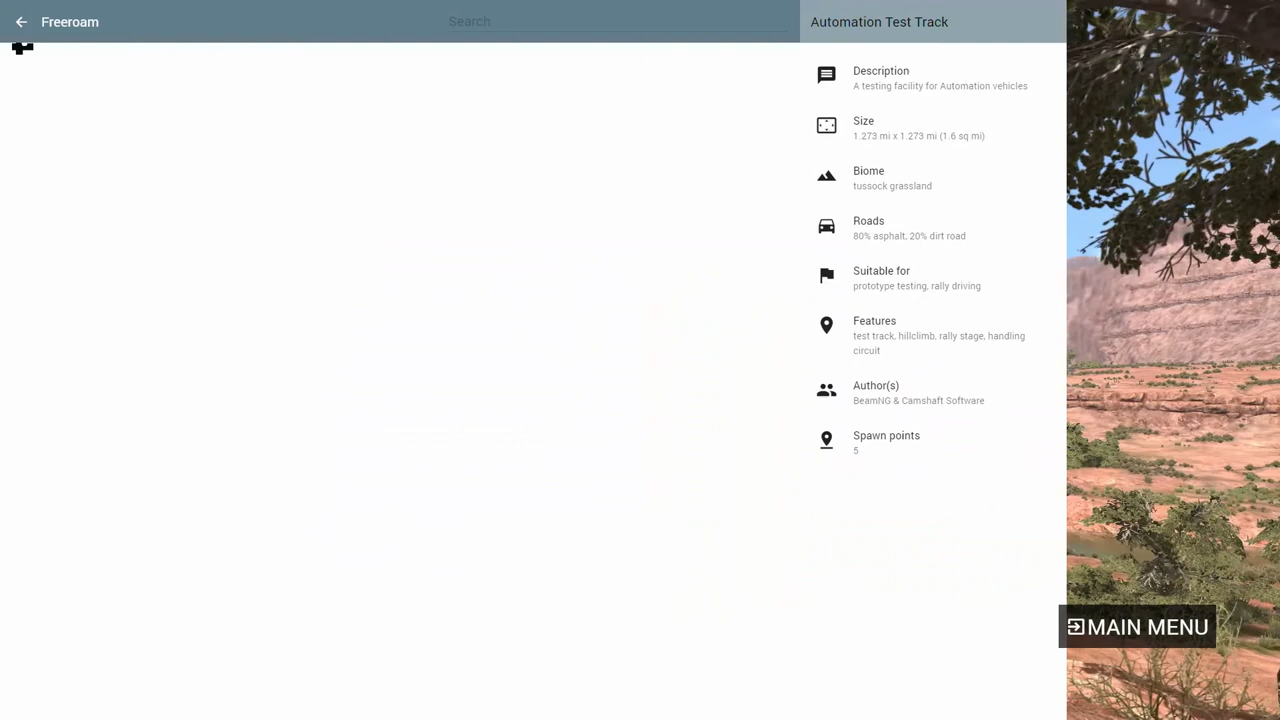 Freeroam
Search
Automation Test Track
Description
A testing facility for Automation vehicles
Size
1.273 mi x 1.273 mi (1.6 sq mi)
Biome
tussock grassland
Roads
80% asphalt, 20% dirt road
Suitable for
prototype testing, rally driving
Features
test track, hillclimb, rally stage, handling
circuit
Author(s)
BeamNG & Camshaft Software
Spawn points
5
MAIN MENU